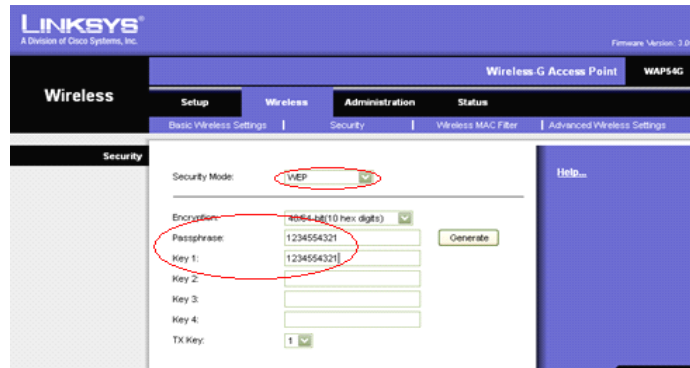 LINKSYS®
A Division of Cisco Systems, Inc.
Firmware Version: 3.0
Wireless-G Access Point WAP54G
Wireless
Setup Wireless Administration Status
Basic Wireless Settings | Security | Wireless MAC Filter | Advanced Wireless Settings
Security
Help...
Security Mode: WEP
Encryption: 40/64-bit(10 hex digits)
Passphrase: 1234554321 Generate
Key 1: 1234554321
Key 2:
Key 3:
Key 4:
TX Key: 1